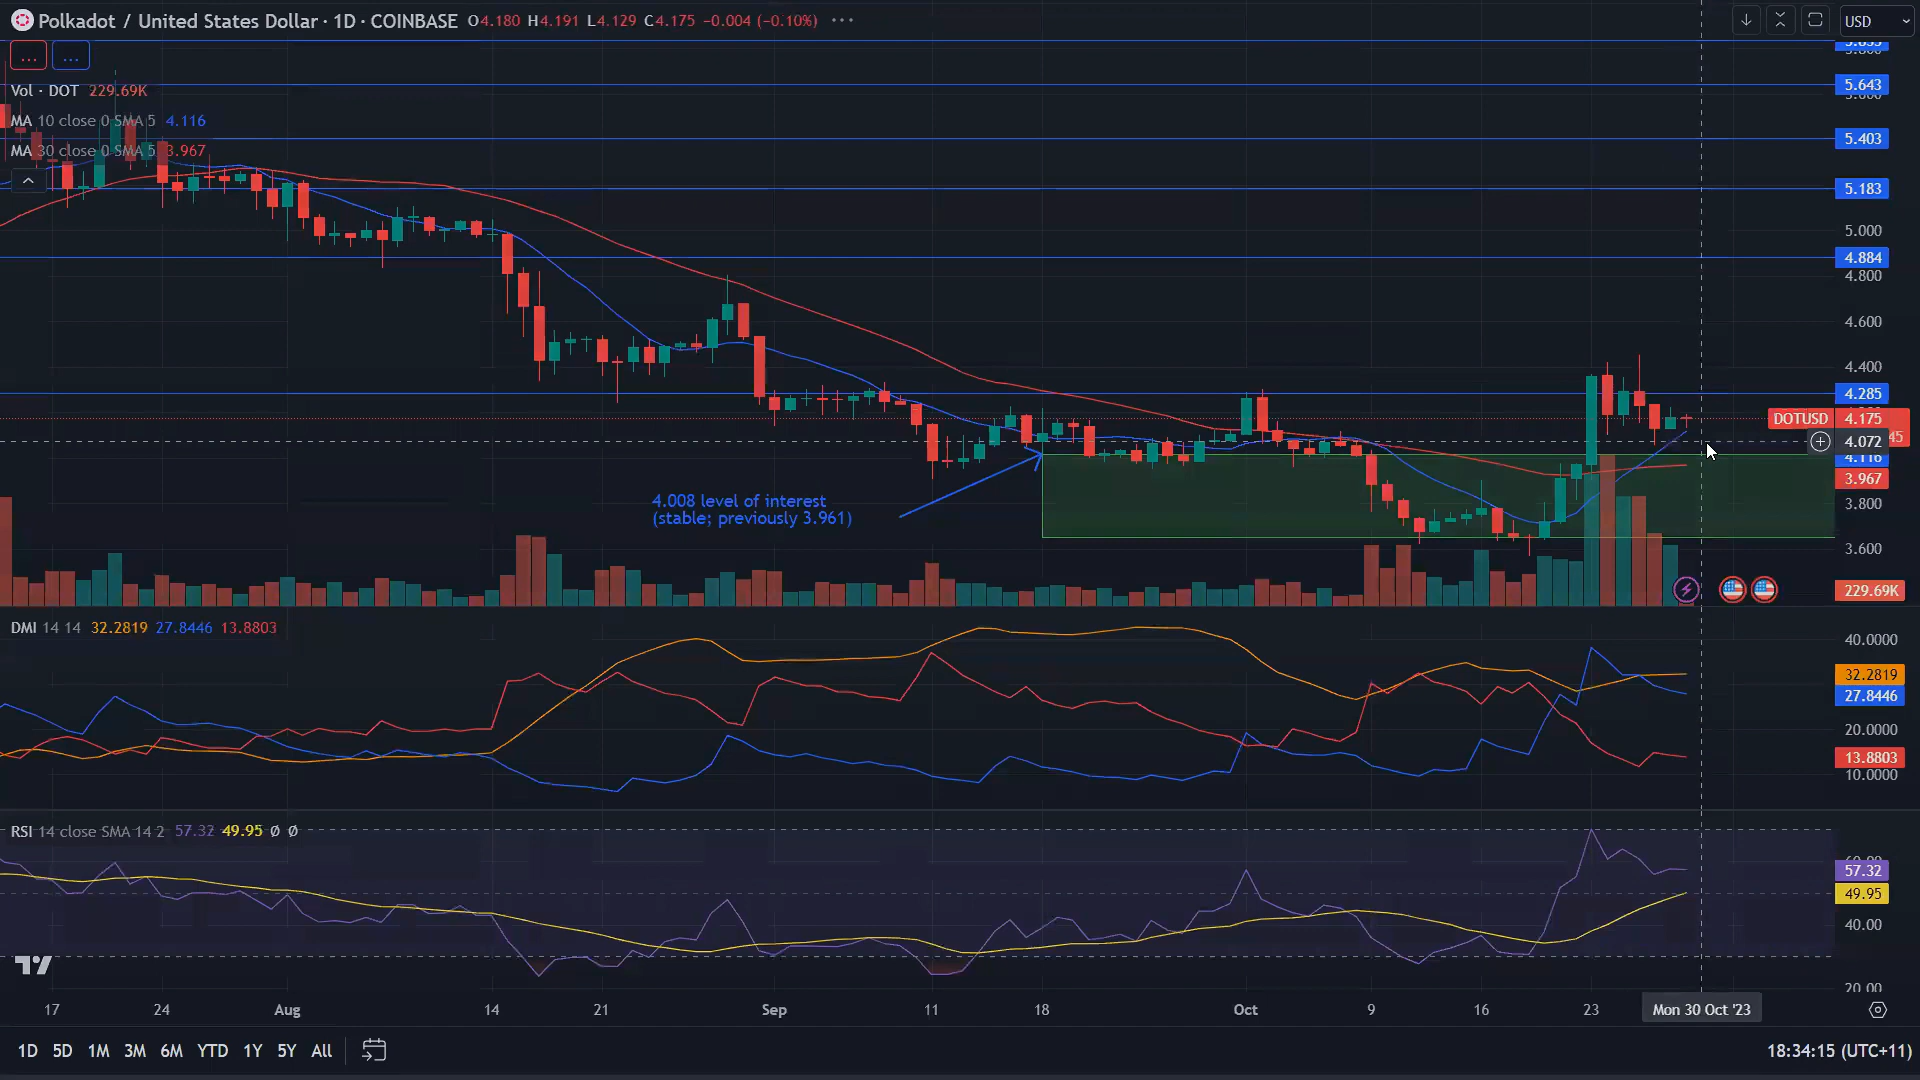 Polkadot / United States Dollar · 1D · COINBASE O4.180 H4.191 L4.129 C4.175 −0.004 (−0.10%) ···
USD
... ...
Vol · DOT 229.69K
MA 10 close 0 SMA 5 4.116
MA 30 close 0 SMA 5 3.967
5.643
5.403
5.183
5.000
4.884
4.800
4.600
4.400
4.285
DOTUSD 4.175
45
4.072
4.116
3.967
4.008 level of interest
(stable; previously 3.961)
3.800
3.600
229.69K
DMI 14 14 32.2819 27.8446 13.8803
40.0000
32.2819
27.8446
20.0000
13.8803
10.0000
RSI 14 close SMA 14 2 57.32 49.95 Ø Ø
57.32
49.95
40.00
20.00
17 24 Aug 14 21 Sep 11 18 Oct 9 16 23 Mon 30 Oct '23
1D 5D 1M 3M 6M YTD 1Y 5Y All
18:34:15 (UTC+11)